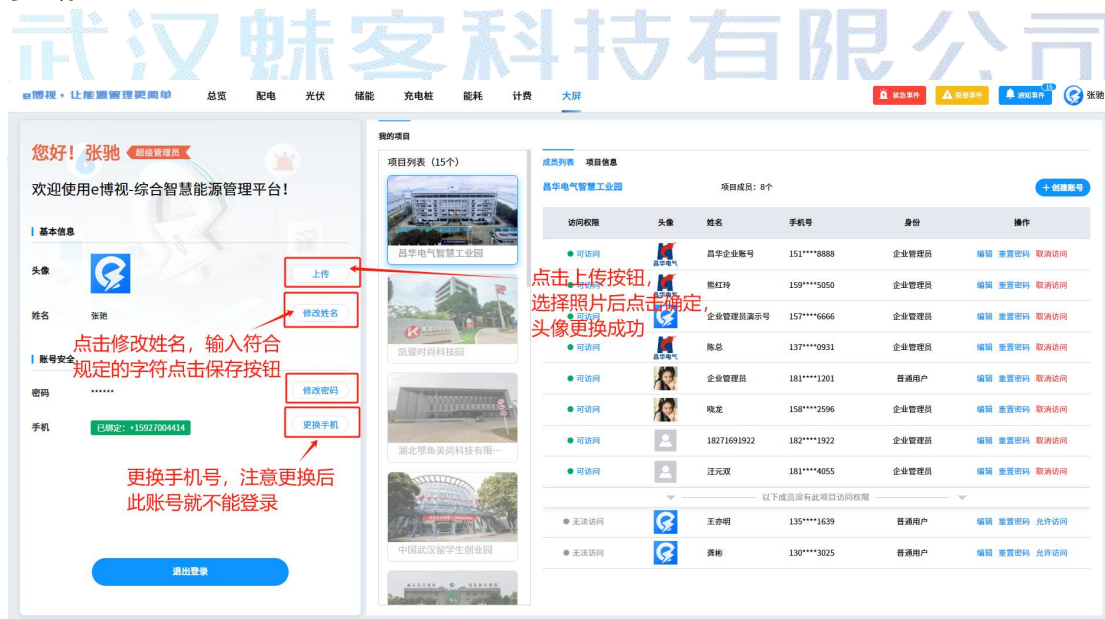 武汉魅客科技有限公司
e博视·让能源管理更简单
总览
配电
光伏
储能
充电桩
能耗
计费
大屏
紧急事件
隐患事件
通知事件
35
张驰
您好！张驰
超级管理员
欢迎使用e博视-综合智慧能源管理平台！
基本信息
头像
上传
姓名
张驰
修改姓名
点击修改姓名，输入符合
规定的字符点击保存按钮
账号安全
密码
******
修改密码
手机
已绑定：+15927004414
更换手机
更换手机号，注意更换后
此账号就不能登录
退出登录
我的项目
项目列表（15个）
昌华电气智慧工业园
凯骏时尚科技园
湖北鄂鱼美尚科技有限…
中国武汉留学生创业园
成员列表 项目信息
昌华电气智慧工业园
项目成员：8个
＋创建账号
访问权限 头像 姓名 手机号 身份 操作
可访问 昌华电气 昌华企业账号 151****8888 企业管理员 编辑 重置密码 取消访问
可访问 昌华电气 熊红玲 159****5050 企业管理员 编辑 重置密码 取消访问
可访问 企业管理员演示号 157****6666 企业管理员 编辑 重置密码 取消访问
可访问 昌华电气 陈总 137****0931 企业管理员 编辑 重置密码 取消访问
可访问 企业管理员 181****1201 普通用户 编辑 重置密码 取消访问
可访问 晓龙 158****2596 企业管理员 编辑 重置密码 取消访问
可访问 18271691922 182****1922 企业管理员 编辑 重置密码 取消访问
可访问 汪元双 181****4055 企业管理员 编辑 重置密码 取消访问
以下成员没有此项目访问权限
无法访问 王亦明 135****1639 普通用户 编辑 重置密码 允许访问
无法访问 龚彬 130****3025 普通用户 编辑 重置密码 允许访问
点击上传按钮，
选择照片后点击确定，
头像更换成功